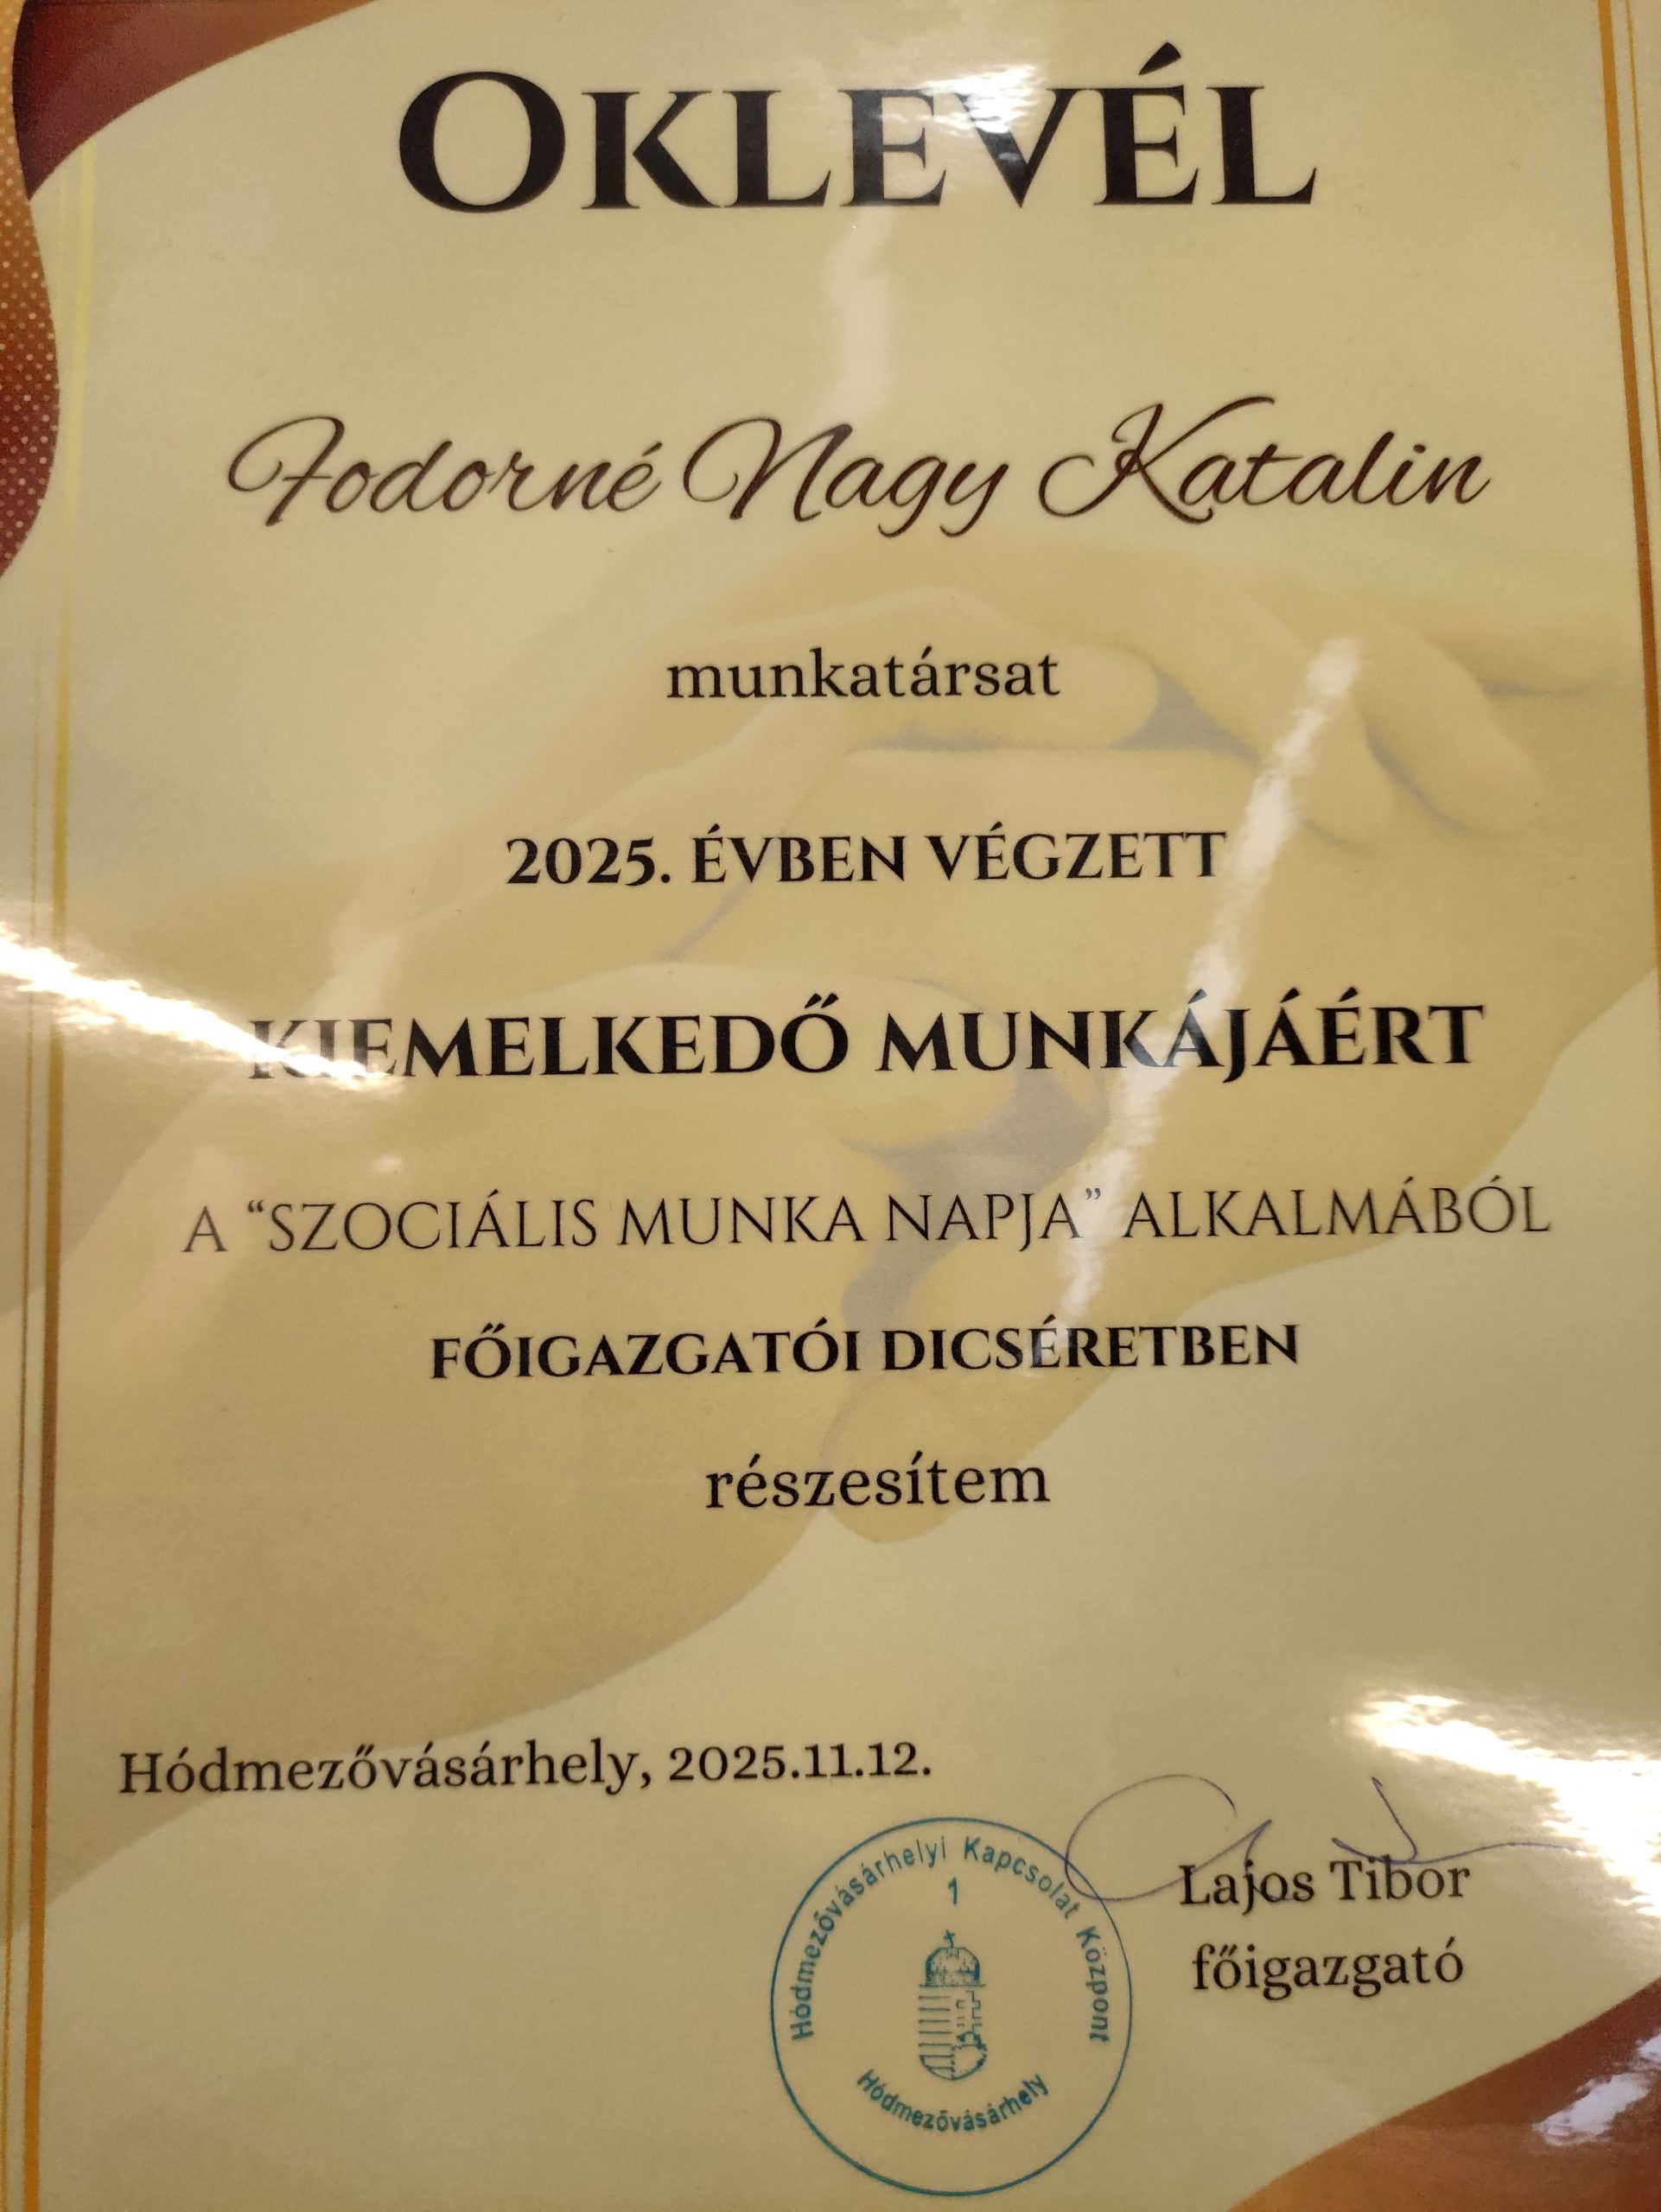 OKLEVÉL
Fodorné Nagy Katalin
munkatársat
2025. ÉVBEN VÉGZETT
KIEMELKEDŐ MUNKÁJÁÉRT
A “SZOCIÁLIS MUNKA NAPJA” ALKALMÁBÓL
FŐIGAZGATÓI DICSÉRETBEN
részesítem
Hódmezővásárhely, 2025.11.12.
Lajos Tibor
főigazgató
Hódmezővásárhelyi Kapcsolat Központ
1
Hódmezővásárhely